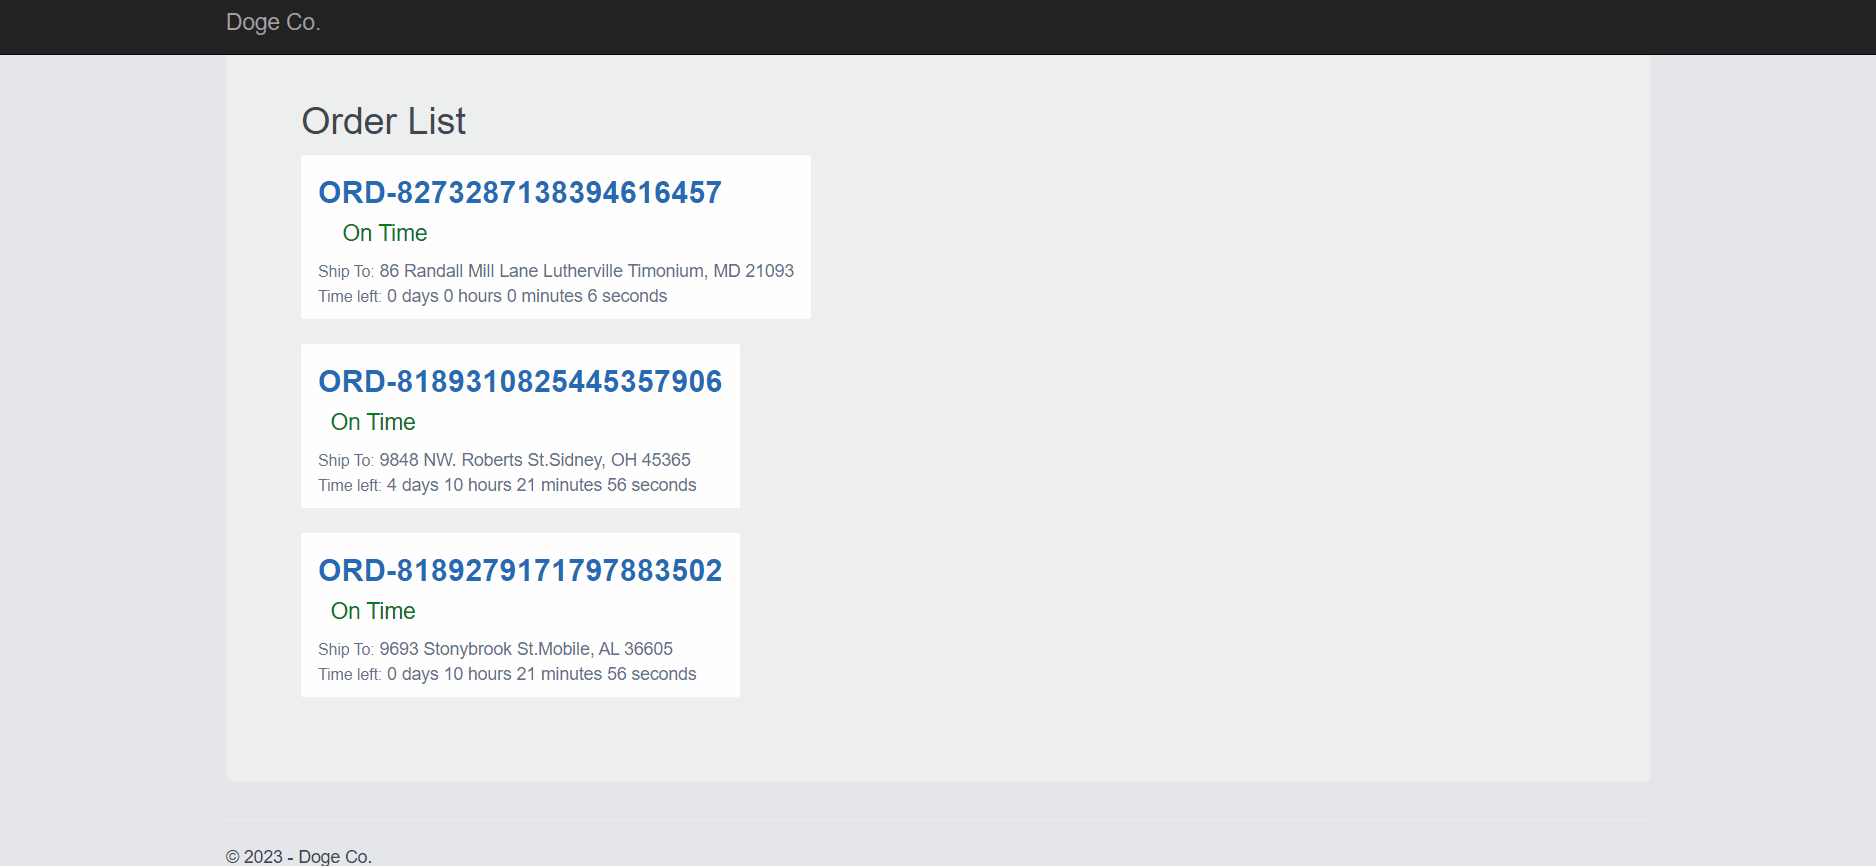 Doge Co.
Order List
ORD-8273287138394616457
On Time
Ship To: 86 Randall Mill Lane Lutherville Timonium, MD 21093
Time left: 0 days 0 hours 0 minutes 6 seconds
ORD-8189310825445357906
On Time
Ship To: 9848 NW. Roberts St.Sidney, OH 45365
Time left: 4 days 10 hours 21 minutes 56 seconds
ORD-8189279171797883502
On Time
Ship To: 9693 Stonybrook St.Mobile, AL 36605
Time left: 0 days 10 hours 21 minutes 56 seconds
© 2023 - Doge Co.